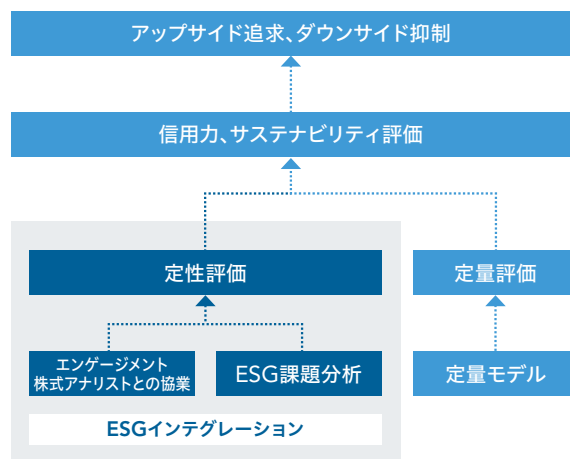 アップサイド追求、ダウンサイド抑制
信用力、サステナビリティ評価
定性評価
定量評価
エンゲージメント
株式アナリストとの協業
ESG課題分析
定量モデル
ESGインテグレーション